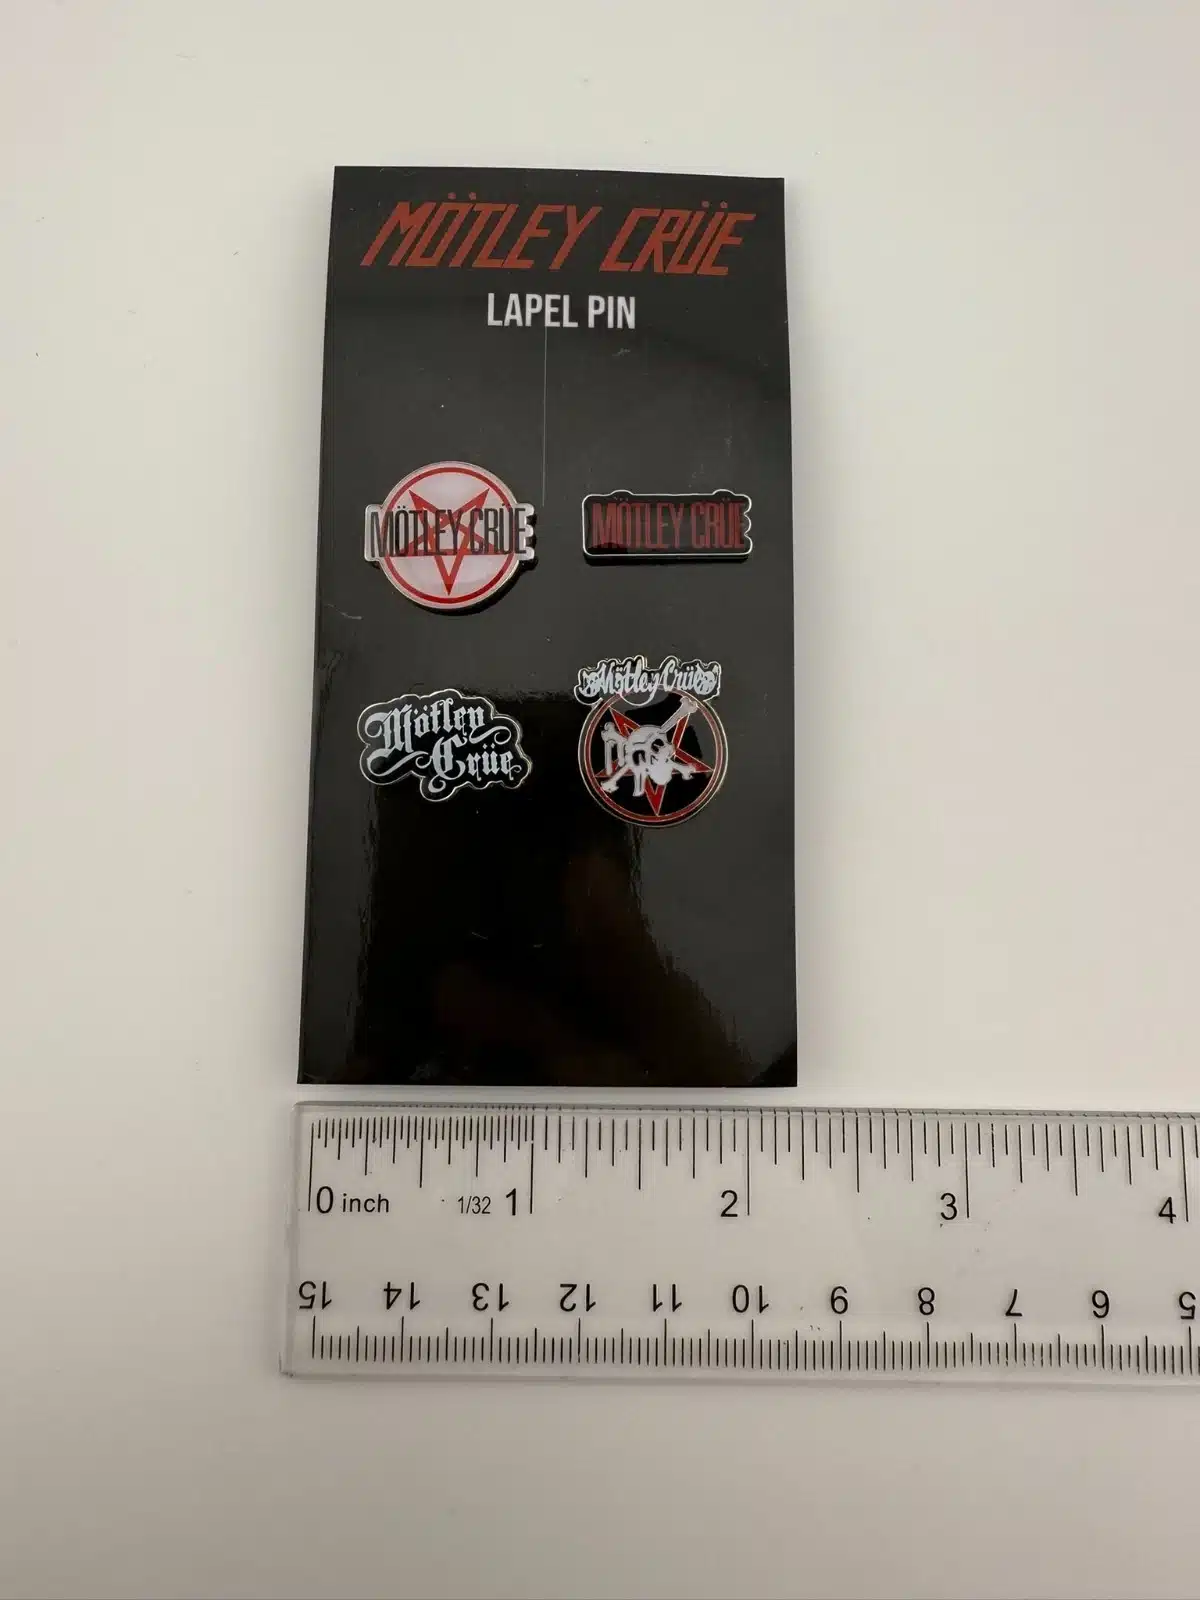 MÖTLEY CRÜE
LAPEL PIN
MÖTLEY CRÜE
MÖTLEY CRÜE
Mötley
Crüe
Mötley Crüe
0 inch 1/32 1 2 3 4
15 14 13 12 11 10 9 8 7 6 5